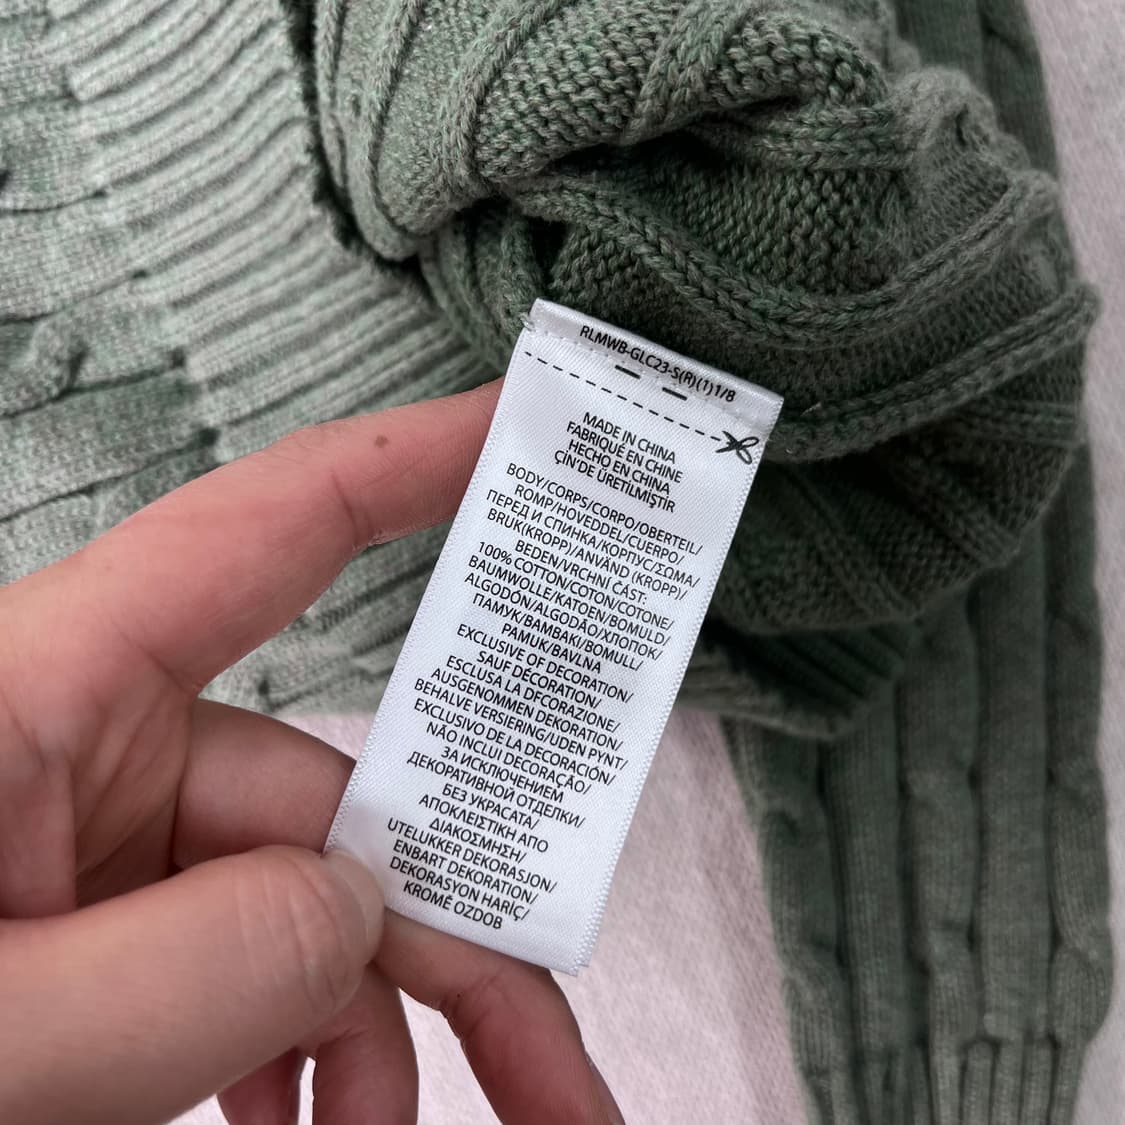 RLMWB-GLC23-S(R)(1)1/8
MADE IN CHINA
FABRIQUÉ EN CHINE
HECHO EN CHINA
ÇİN'DE ÜRETİLMİŞTİR
BODY/CORPS/CORPO/OBERTEIL/
ROMP/HOVEDDEL/CUERPO/
ПЕРЕД И СПИНКА/КОРПУС/ΣΩΜΑ/
BRUK(KROPP)/ANVÄND (KROPP)/
BEDEN/VRCHNÍ ČÁST:
100% COTTON/COTON/COTONE/
BAUMWOLLE/KATOEN/BOMULD/
ALGODÓN/ALGODÃO/ХЛОПОК/
ПАМУК/ΒΑΜΒΑΚΙ/BOMULL/
PAMUK/BAVLNA
EXCLUSIVE OF DECORATION/
SAUF DÉCORATION/
ESCLUSA LA DECORAZIONE/
AUSGENOMMEN DEKORATION/
BEHALVE VERSIERING/UDEN PYNT/
EXCLUSIVO DE LA DECORACIÓN/
NÃO INCLUI DECORAÇÃO/
ЗА ИСКЛЮЧЕНИЕМ
ДЕКОРАТИВНОЙ ОТДЕЛКИ/
БЕЗ УКРАСАТА/
ΑΠΟΚΛΕΙΣΤΙΚΗ ΑΠΟ
ΔΙΑΚΟΣΜΗΣΗ/
UTELUKKER DEKORASJON/
ENBART DEKORATION/
DEKORASYON HARİÇ/
KROMĚ OZDOB